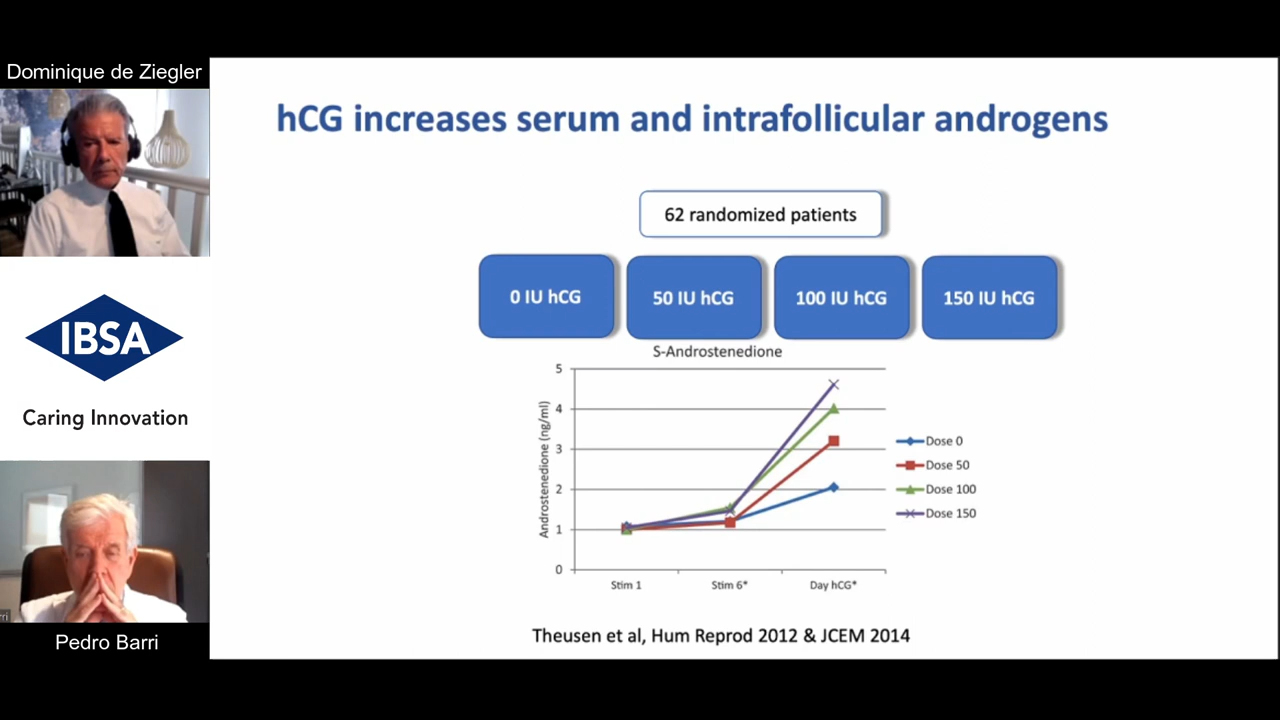 Dominique de Ziegler
IBSA
Caring Innovation
rri
Pedro Barri
hCG increases serum and intrafollicular androgens
62 randomized patients
0 IU hCG
50 IU hCG
100 IU hCG
150 IU hCG
S-Androstenedione
Androstenedione (ng/ml)
5
4
3
2
1
0
Stim 1
Stim 6*
Day hCG*
Dose 0
Dose 50
Dose 100
Dose 150
Theusen et al, Hum Reprod 2012 & JCEM 2014